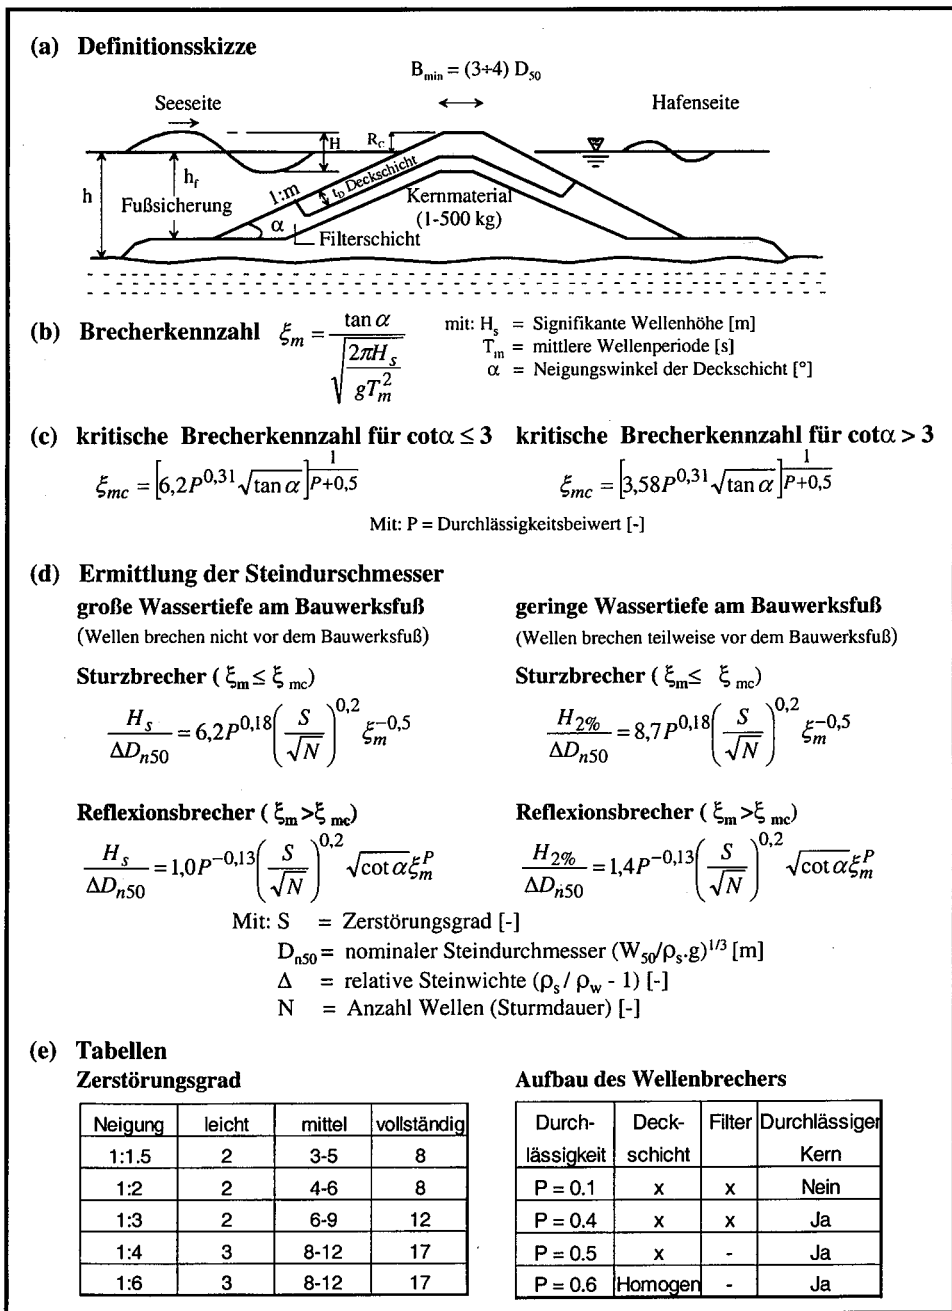 (a) Definitionsskizze
B_min = (3÷4) D_50
Seeseite
Hafenseite
H
R_c
h
h_f
1:m
t_D Deckschicht
Fußsicherung
α
Kernmaterial
(1-500 kg)
Filterschicht
(b) Brecherkennzahl ξ_m = tan α / √(2πH_s / gT_m^2)
mit: H_s = Signifikante Wellenhöhe [m]
T_m = mittlere Wellenperiode [s]
α = Neigungswinkel der Deckschicht [°]
(c) kritische Brecherkennzahl für cotα ≤ 3 kritische Brecherkennzahl für cotα > 3
ξ_mc = [6,2P^0,31 √tan α]^(1/(P+0,5)) ξ_mc = [3,58P^0,31 √tan α]^(1/(P+0,5))
Mit: P = Durchlässigkeitsbeiwert [-]
(d) Ermittlung der Steindurschmesser
große Wassertiefe am Bauwerksfuß
(Wellen brechen nicht vor dem Bauwerksfuß)
Sturzbrecher ( ξ_m ≤ ξ_mc)
H_s / ΔD_n50 = 6,2P^0,18 (S / √N)^0,2 ξ_m^-0,5
Reflexionsbrecher ( ξ_m>ξ_mc)
H_s / ΔD_n50 = 1,0P^-0,13 (S / √N)^0,2 √cot α ξ_m^P
geringe Wassertiefe am Bauwerksfuß
(Wellen brechen teilweise vor dem Bauwerksfuß)
Sturzbrecher ( ξ_m ≤ ξ_mc)
H_2% / ΔD_n50 = 8,7P^0,18 (S / √N)^0,2 ξ_m^-0,5
Reflexionsbrecher ( ξ_m>ξ_mc)
H_2% / ΔD_n50 = 1,4P^-0,13 (S / √N)^0,2 √cot α ξ_m^P
Mit: S = Zerstörungsgrad [-]
D_n50 = nominaler Steindurchmesser (W_50/ρ_s.g)^1/3 [m]
Δ = relative Steinwichte (ρ_s / ρ_w - 1) [-]
N = Anzahl Wellen (Sturmdauer) [-]
(e) Tabellen
Zerstörungsgrad
Neigung leicht mittel vollständig
1:1.5 2 3-5 8
1:2 2 4-6 8
1:3 2 6-9 12
1:4 3 8-12 17
1:6 3 8-12 17
Aufbau des Wellenbrechers
Durch- Deck- Filter Durchlässiger
lässigkeit schicht Kern
P = 0.1 x x Nein
P = 0.4 x x Ja
P = 0.5 x - Ja
P = 0.6 Homogen - Ja